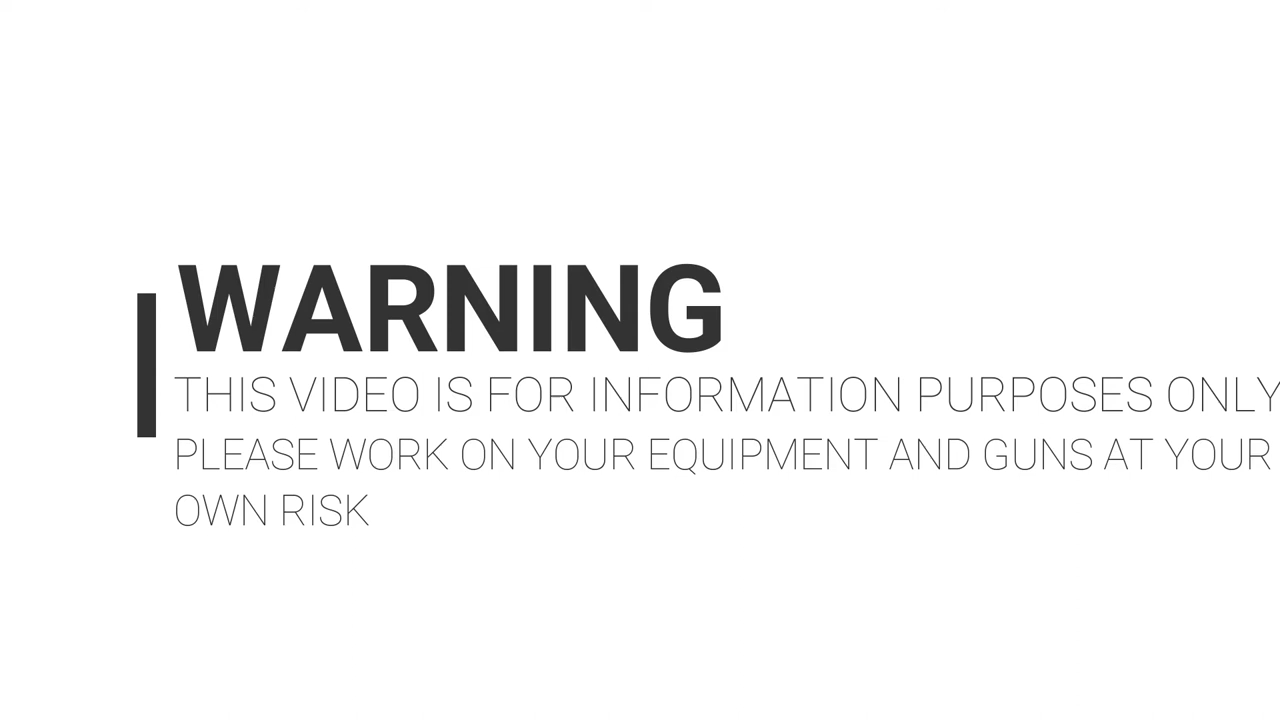 WARNING
THIS VIDEO IS FOR INFORMATION PURPOSES ONLY
PLEASE WORK ON YOUR EQUIPMENT AND GUNS AT YOUR
OWN RISK